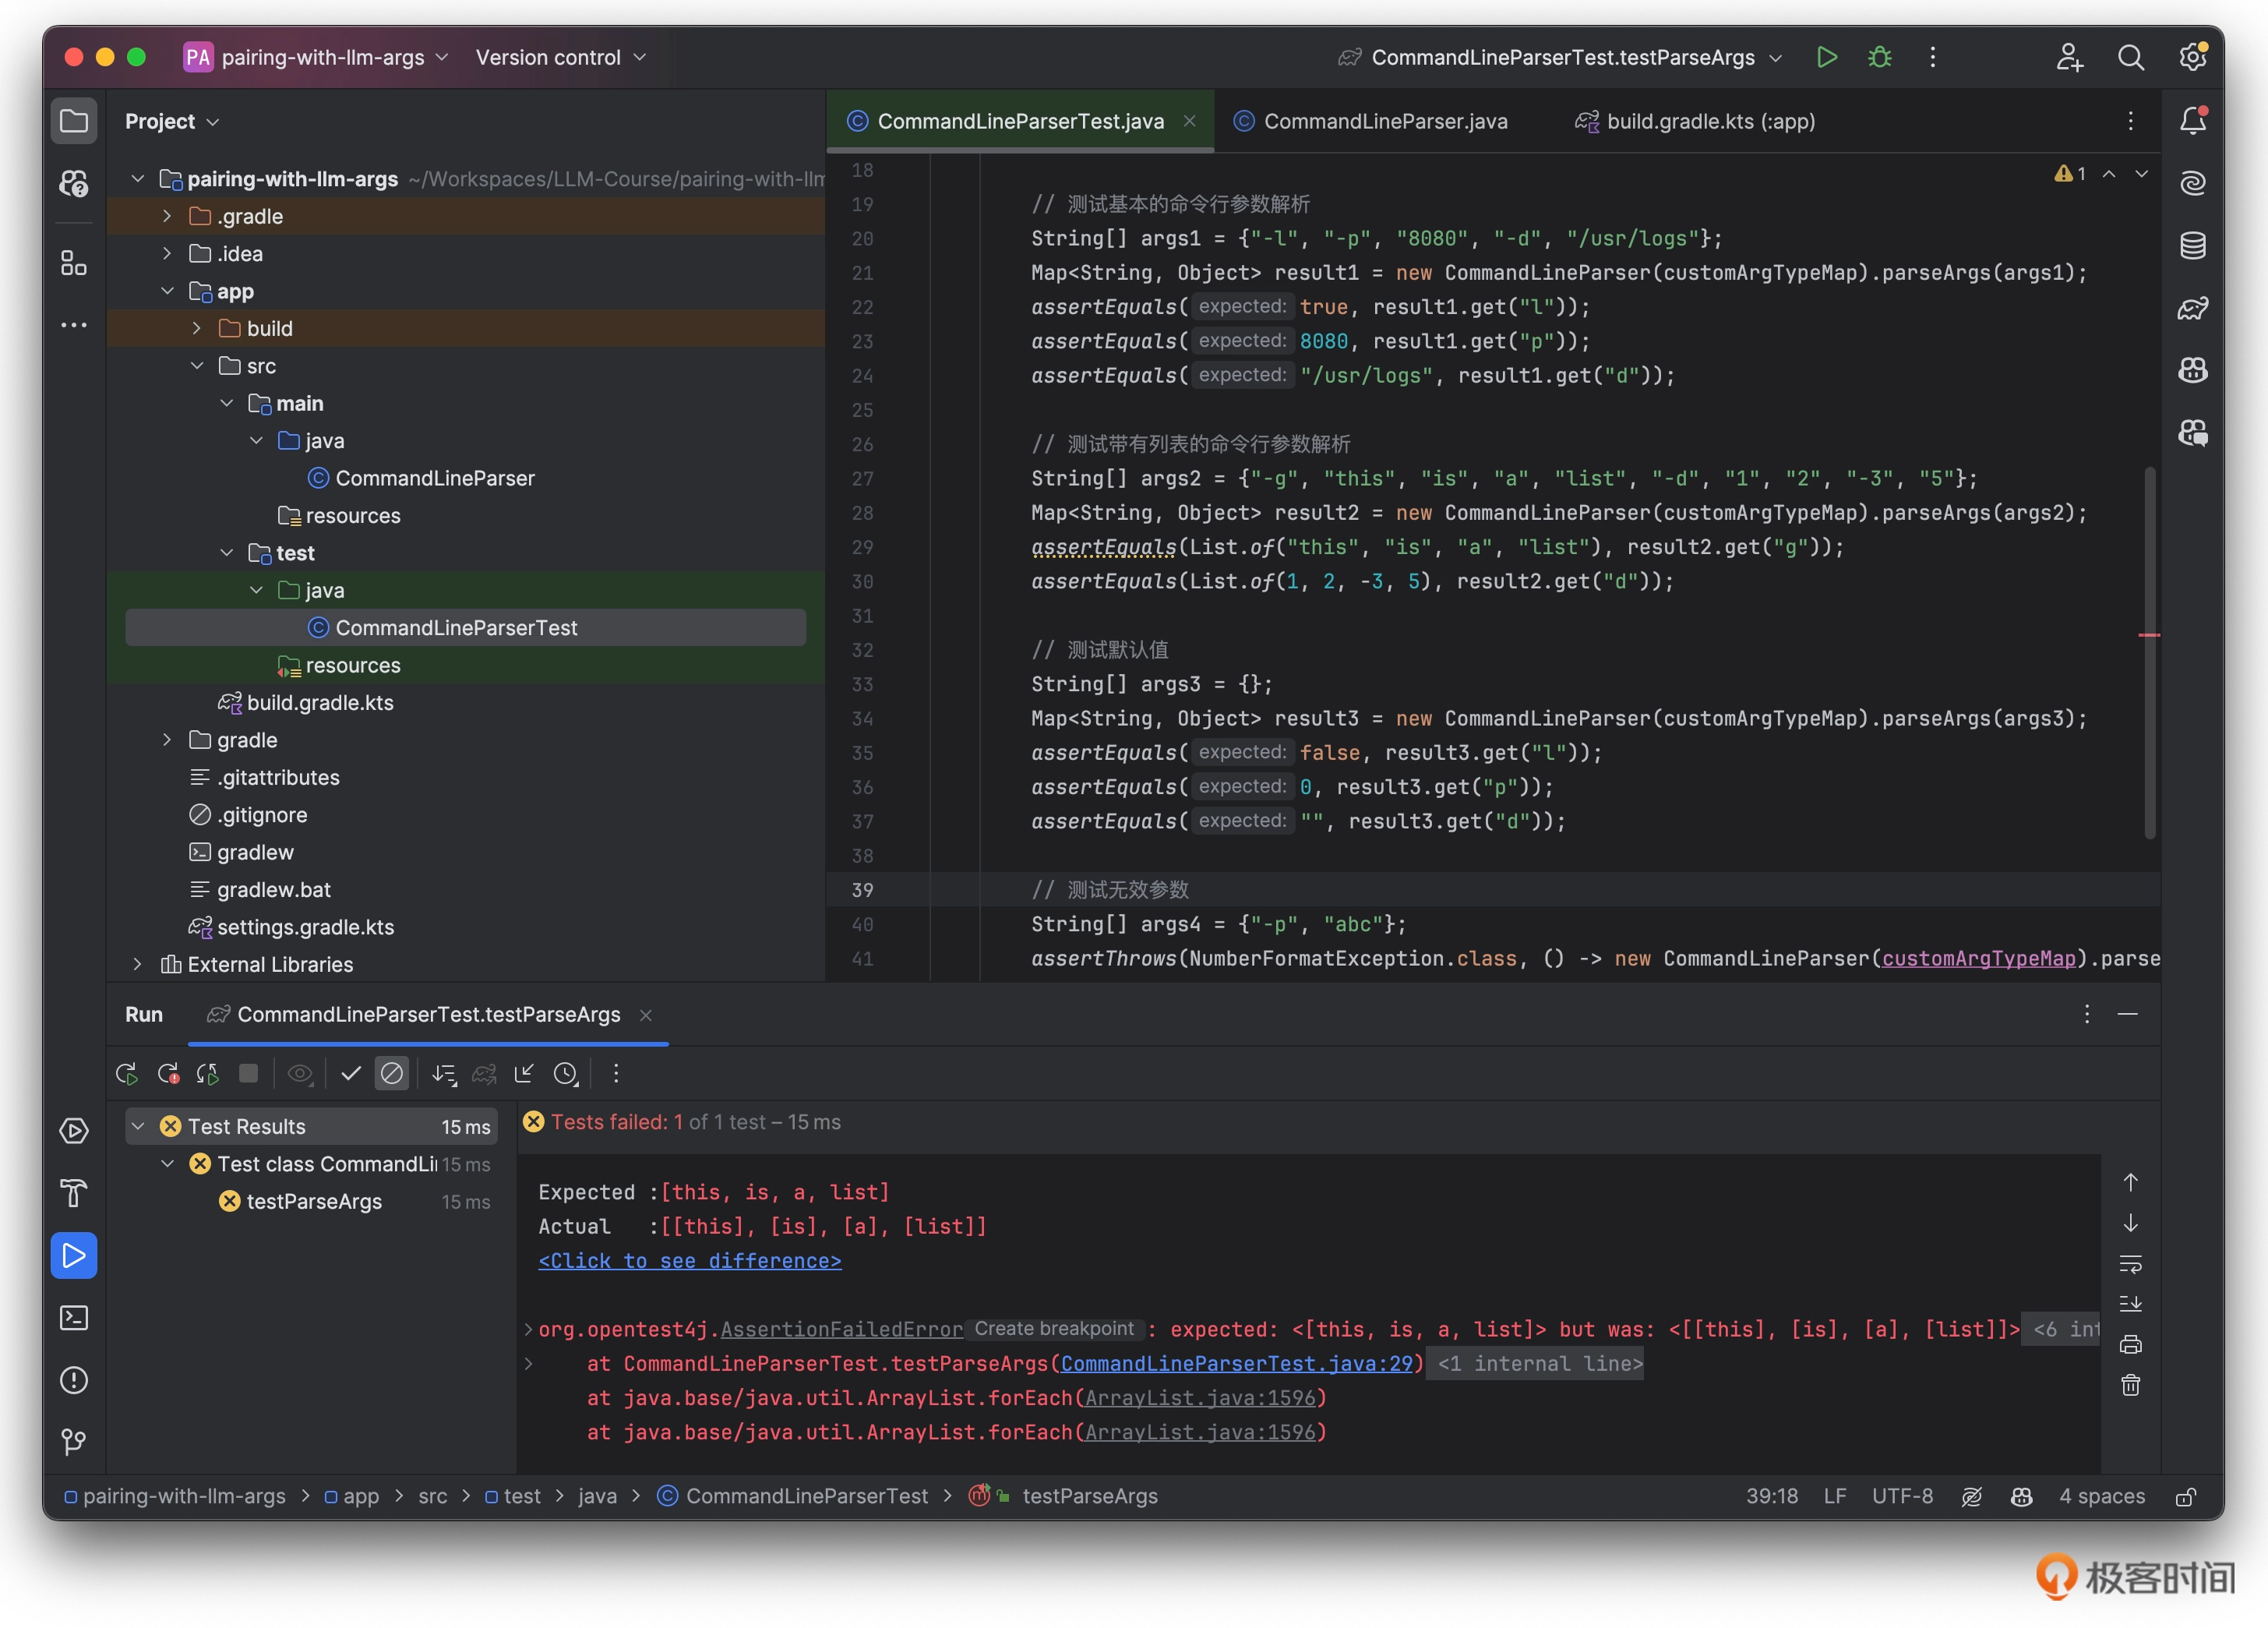 PA pairing-with-llm-args Version control CommandLineParserTest.testParseArgs
Project
pairing-with-llm-args ~/Workspaces/LLM-Course/pairing-with-llm
.gradle
.idea
app
build
src
main
java
CommandLineParser
resources
test
java
CommandLineParserTest
resources
build.gradle.kts
gradle
.gitattributes
.gitignore
gradlew
gradlew.bat
settings.gradle.kts
External Libraries
CommandLineParserTest.java CommandLineParser.java build.gradle.kts (:app)
1
18
19 // 测试基本的命令行参数解析
20 String[] args1 = {"-l", "-p", "8080", "-d", "/usr/logs"};
21 Map<String, Object> result1 = new CommandLineParser(customArgTypeMap).parseArgs(args1);
22 assertEquals( expected: true, result1.get("l"));
23 assertEquals( expected: 8080, result1.get("p"));
24 assertEquals( expected: "/usr/logs", result1.get("d"));
25
26 // 测试带有列表的命令行参数解析
27 String[] args2 = {"-g", "this", "is", "a", "list", "-d", "1", "2", "-3", "5"};
28 Map<String, Object> result2 = new CommandLineParser(customArgTypeMap).parseArgs(args2);
29 assertEquals(List.of("this", "is", "a", "list"), result2.get("g"));
30 assertEquals(List.of(1, 2, -3, 5), result2.get("d"));
31
32 // 测试默认值
33 String[] args3 = {};
34 Map<String, Object> result3 = new CommandLineParser(customArgTypeMap).parseArgs(args3);
35 assertEquals( expected: false, result3.get("l"));
36 assertEquals( expected: 0, result3.get("p"));
37 assertEquals( expected: "", result3.get("d"));
38
39 // 测试无效参数
40 String[] args4 = {"-p", "abc"};
41 assertThrows(NumberFormatException.class, () -> new CommandLineParser(customArgTypeMap).parse
Run CommandLineParserTest.testParseArgs
Test Results 15 ms
Test class CommandLi 15 ms
testParseArgs 15 ms
Tests failed: 1 of 1 test – 15 ms
Expected :[this, is, a, list]
Actual :[[this], [is], [a], [list]]
<Click to see difference>
org.opentest4j.AssertionFailedError Create breakpoint : expected: <[this, is, a, list]> but was: <[[this], [is], [a], [list]]> <6 int
at CommandLineParserTest.testParseArgs(CommandLineParserTest.java:29) <1 internal line>
at java.base/java.util.ArrayList.forEach(ArrayList.java:1596)
at java.base/java.util.ArrayList.forEach(ArrayList.java:1596)
pairing-with-llm-args > app > src > test > java > CommandLineParserTest > testParseArgs 39:18 LF UTF-8 4 spaces
极客时间